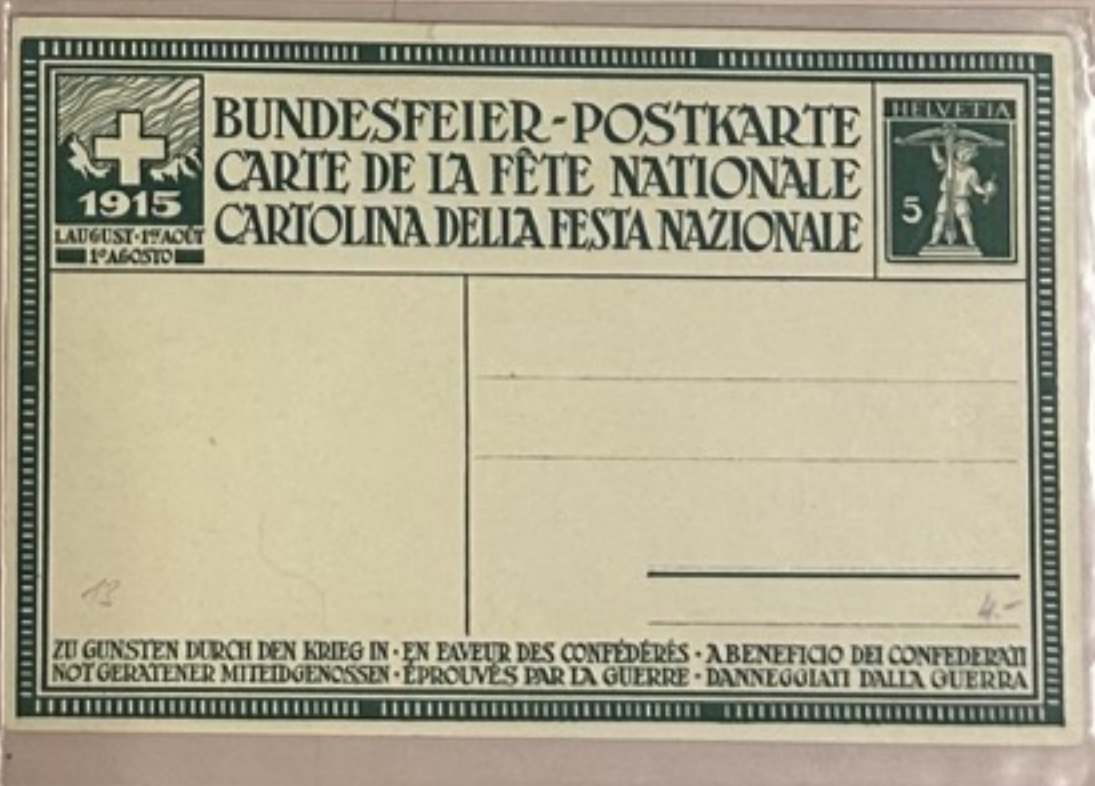 BUNDESFEIER-POSTKARTE
CARTE DE LA FÊTE NATIONALE
CARTOLINA DELLA FESTA NAZIONALE
1915
1.AUGUST·1ER AOÛT
1º AGOSTO
HELVETIA
5
13
4.-
ZU GUNSTEN DURCH DEN KRIEG IN · EN FAVEUR DES CONFÉDÉRÉS · A BENEFICIO DEI CONFEDERATI
NOT GERATENER MITEIDGENOSSEN · ÉPROUVÉS PAR LA GUERRE · DANNEGGIATI DALLA GUERRA